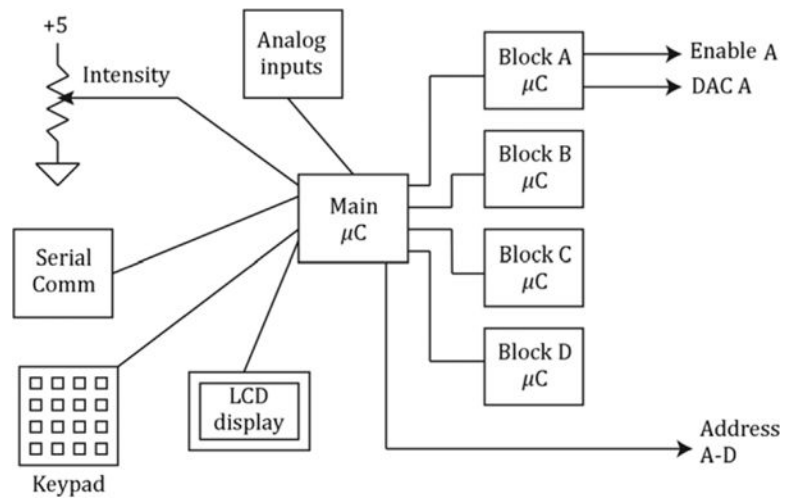 +5
Intensity
Analog
inputs
Block A
μC
Enable A
DAC A
Block B
μC
Main
μC
Serial
Comm
Block C
μC
Block D
μC
LCD
display
Keypad
Address
A-D